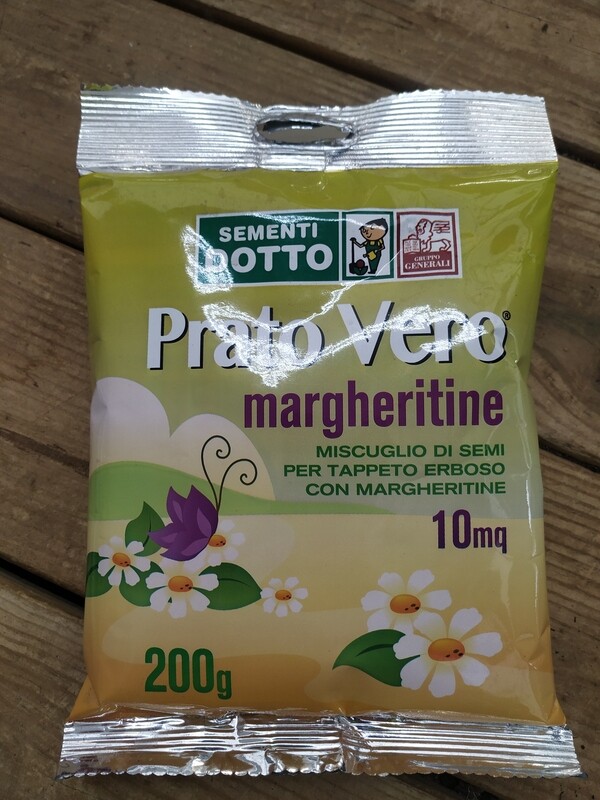 SEMENTI
DOTTO
GRUPPO
GENERALI
Prato Vero®
margheritine
MISCUGLIO DI SEMI
PER TAPPETO ERBOSO
CON MARGHERITINE
10mq
200g